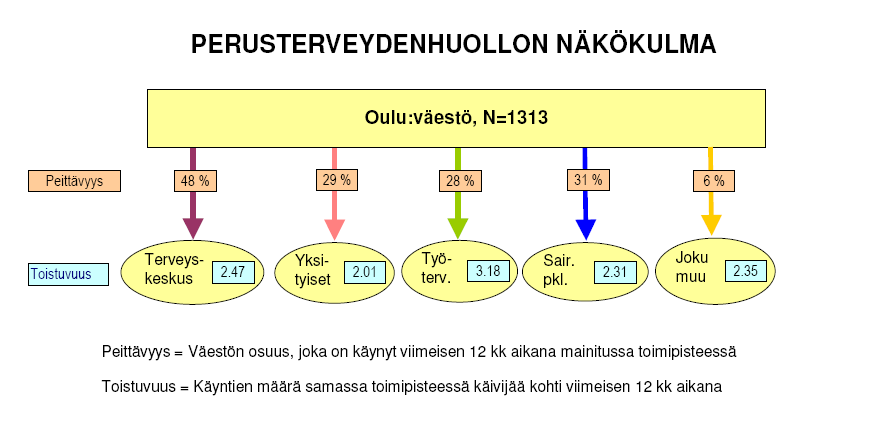 PERUSTERVEYDENHUOLLON NÄKÖKULMA
Oulu:väestö, N=1313
Peittävyys
48 %
29 %
28 %
31 %
6 %
Toistuvuus
Terveys-
keskus
2.47
Yksi-
tyiset
2.01
Työ-
terv.
3.18
Sair.
pkl.
2.31
Joku
muu
2.35
Peittävyys = Väestön osuus, joka on käynyt viimeisen 12 kk aikana mainitussa toimipisteessä
Toistuvuus = Käyntien määrä samassa toimipisteessä käivijää kohti viimeisen 12 kk aikana